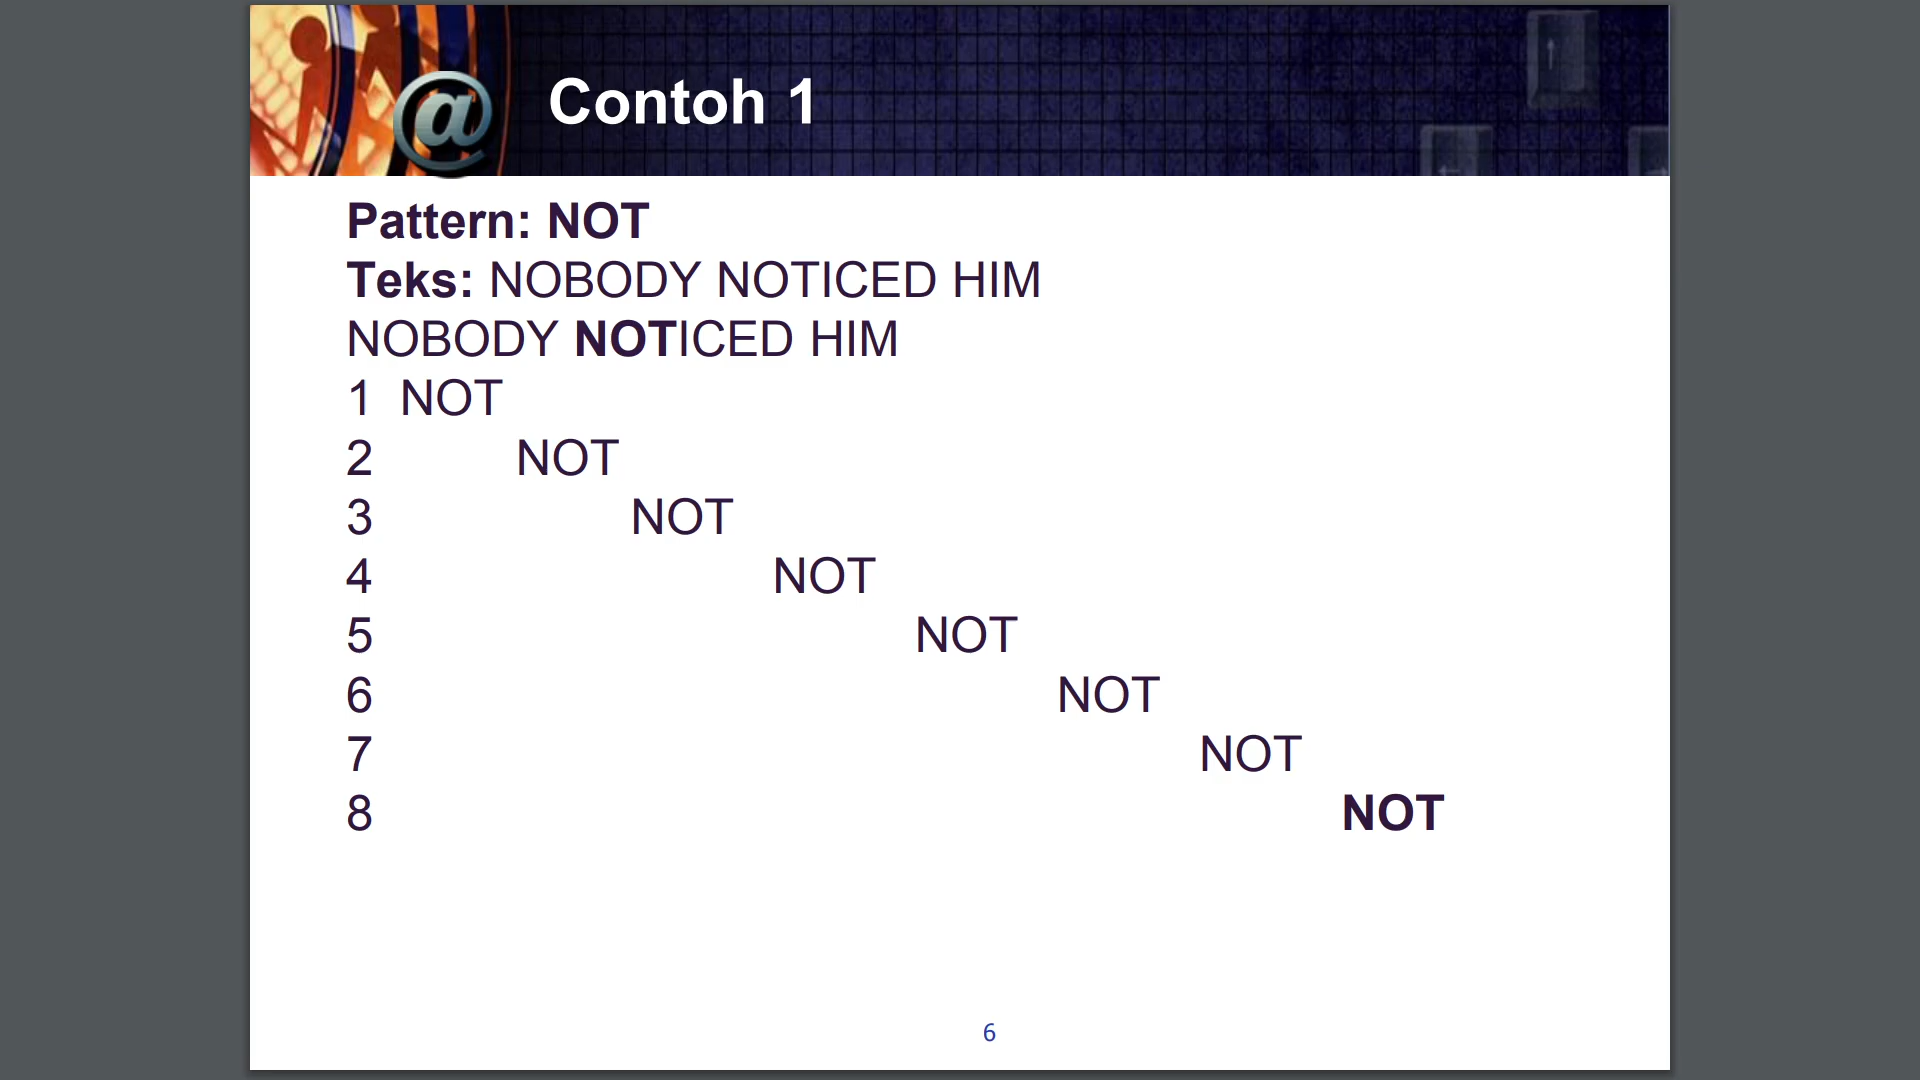 @ Contoh 1
Pattern: NOT
Teks: NOBODY NOTICED HIM
NOBODY NOTICED HIM
1 NOT
2 NOT
3 NOT
4 NOT
5 NOT
6 NOT
7 NOT
8 NOT
6